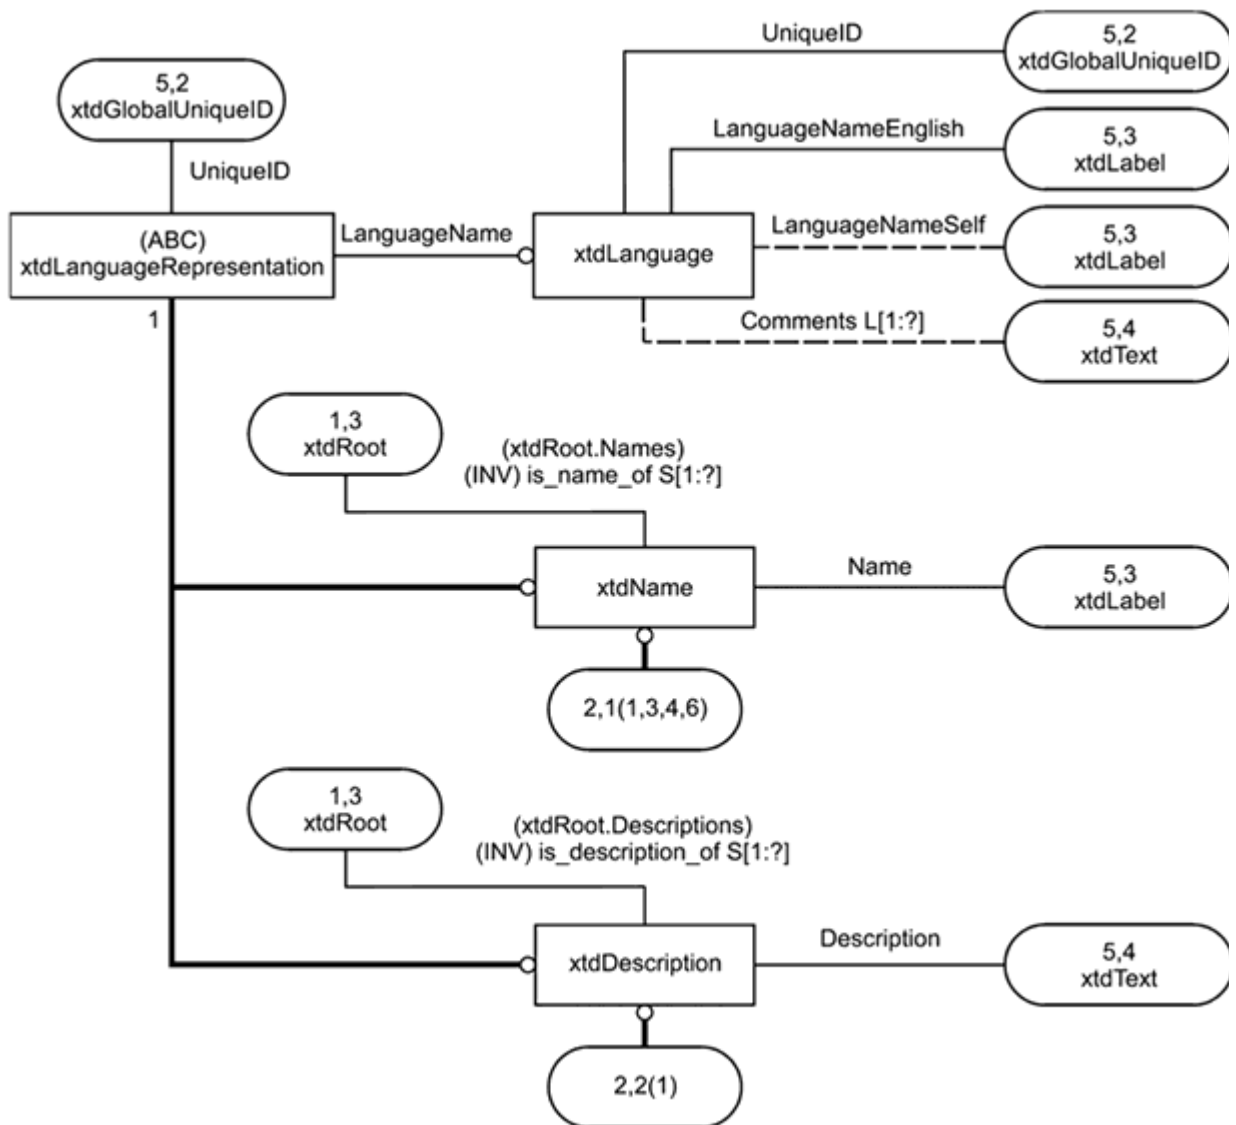 UniqueID
5,2
xtdGlobalUniqueID
5,2
xtdGlobalUniqueID
LanguageNameEnglish
5,3
xtdLabel
UniqueID
(ABC)
xtdLanguageRepresentation
LanguageName
xtdLanguage
LanguageNameSelf
5,3
xtdLabel
1
Comments L[1:?]
5,4
xtdText
1,3
xtdRoot
(xtdRoot.Names)
(INV) is_name_of S[1:?]
xtdName
Name
5,3
xtdLabel
2,1(1,3,4,6)
1,3
xtdRoot
(xtdRoot.Descriptions)
(INV) is_description_of S[1:?]
xtdDescription
Description
5,4
xtdText
2,2(1)